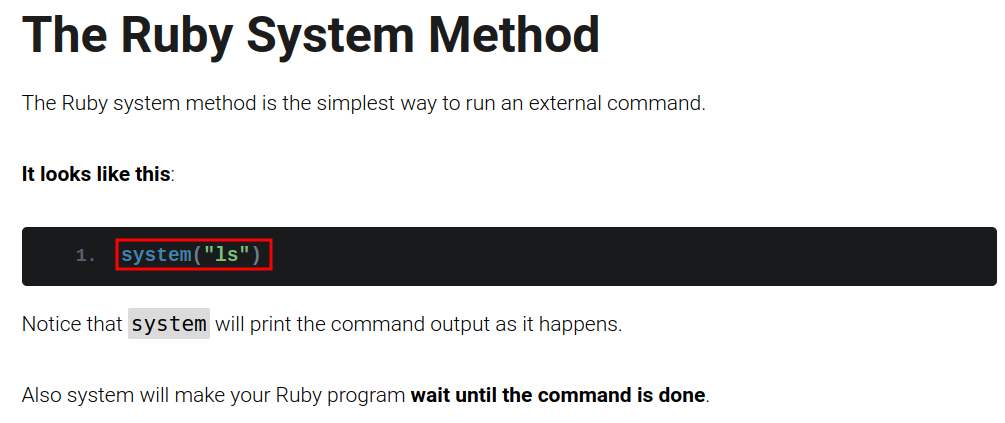 The Ruby System Method
The Ruby system method is the simplest way to run an external command.
It looks like this:
1. system("ls")
Notice that system will print the command output as it happens.
Also system will make your Ruby program wait until the command is done.